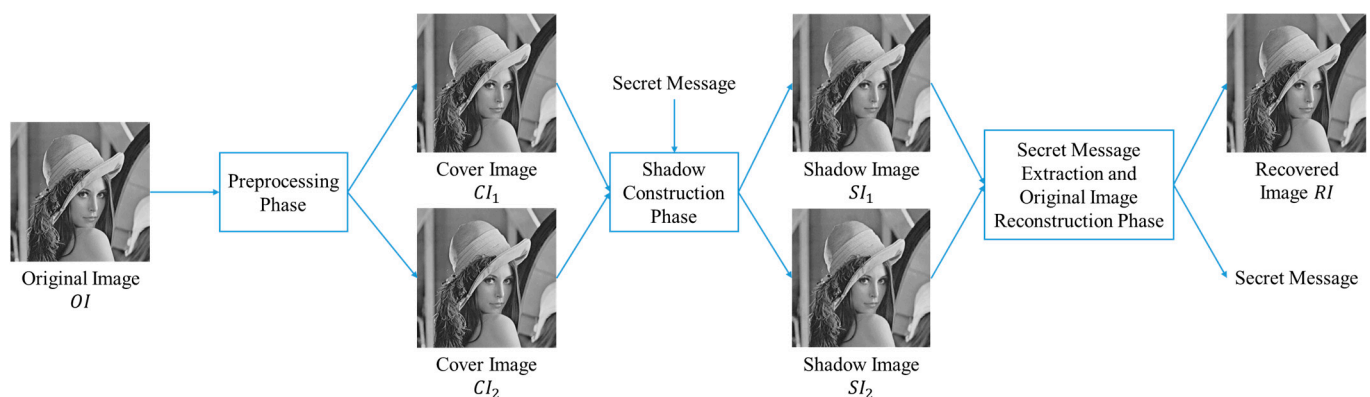 Original Image
OI
Preprocessing
Phase
Cover Image
CI₁
Cover Image
CI₂
Secret Message
Shadow
Construction
Phase
Shadow Image
SI₁
Shadow Image
SI₂
Secret Message
Extraction and
Original Image
Reconstruction Phase
Recovered
Image RI
Secret Message